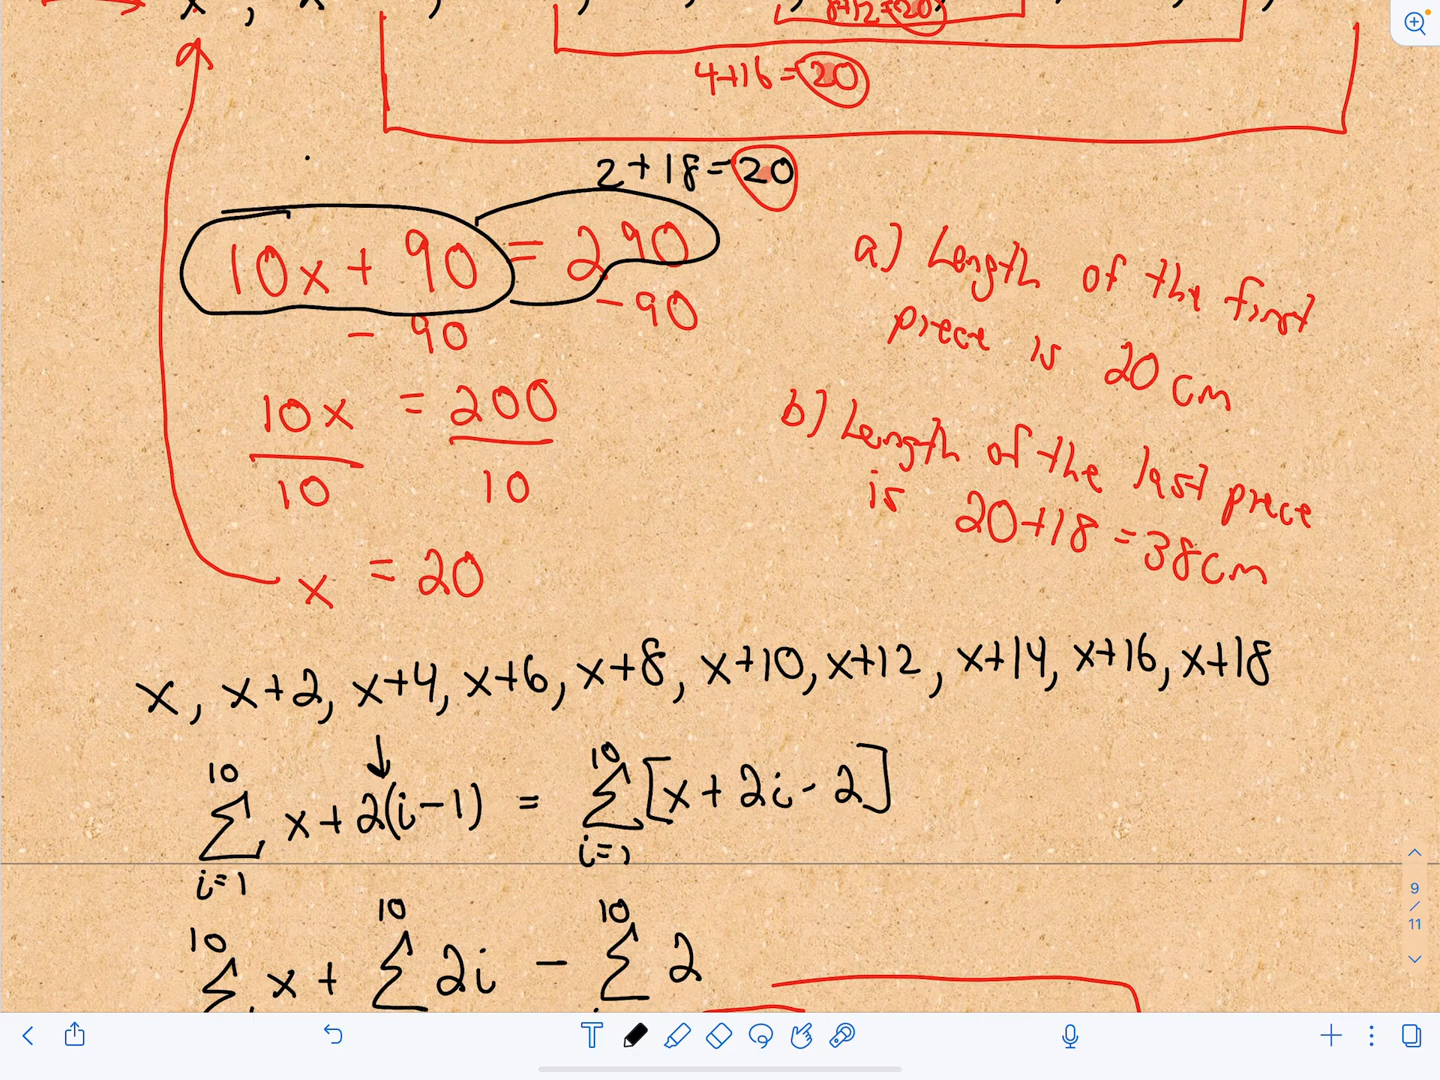 8+12=20
4+16=20
2+18=20
10x+90 = 290
-90 -90
10x = 200
10 10
x = 20
a) Length of the first
piece is 20 cm
b) Length of the last piece
is 20+18=38cm
x, x+2, x+4, x+6, x+8, x+10, x+12, x+14, x+16, x+18
10 10
∑ x+2(i-1) = ∑ [x+2i-2]
i=1 i=1
10 10 10
∑ x + ∑ 2i - ∑ 2
9
/
11
T